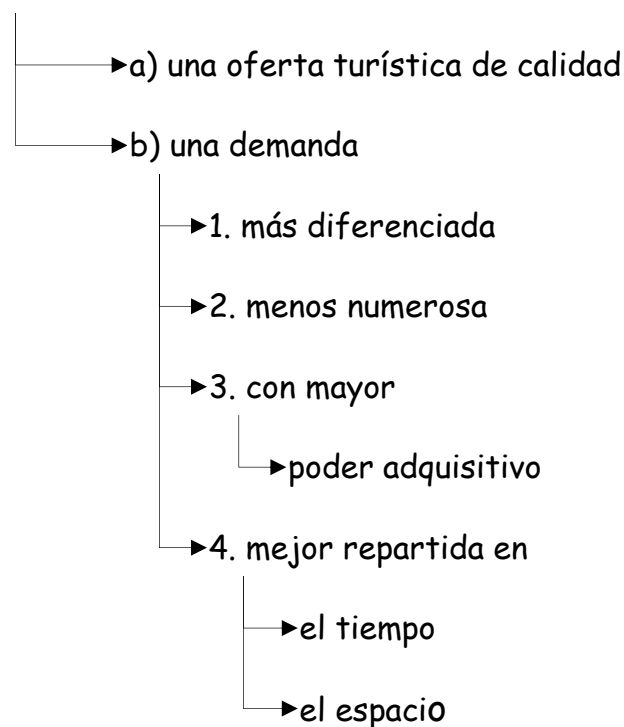 a) una oferta turística de calidad
b) una demanda
1. más diferenciada
2. menos numerosa
3. con mayor
poder adquisitivo
4. mejor repartida en
el tiempo
el espacio